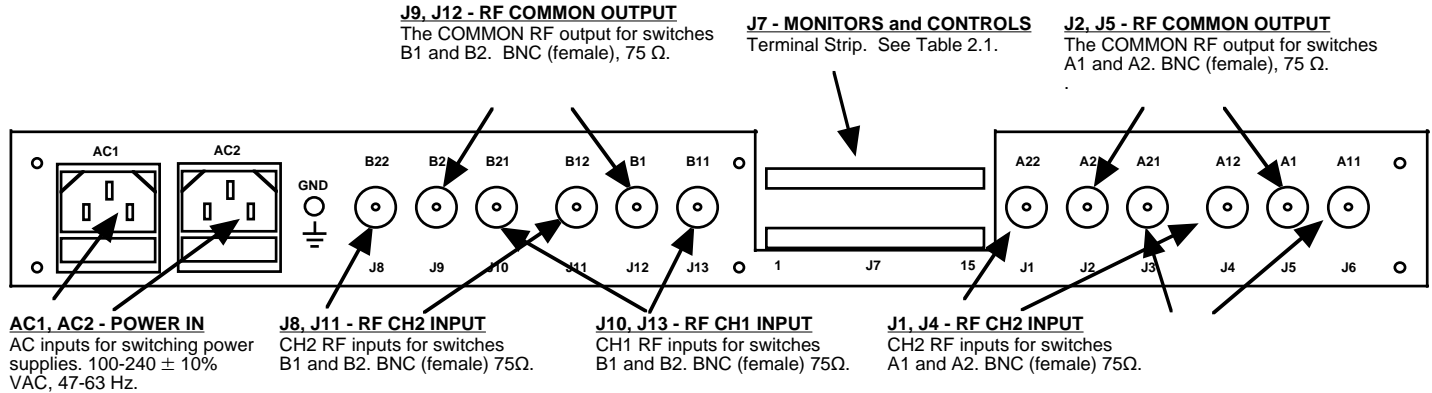 J9, J12 - RF COMMON OUTPUT
The COMMON RF output for switches
B1 and B2.  BNC (female), 75 Ω.
J7 - MONITORS and CONTROLS
Terminal Strip.  See Table 2.1.
J2, J5 - RF COMMON OUTPUT
The COMMON RF output for switches
A1 and A2. BNC (female), 75 Ω.
.
AC1 AC2 GND B22 B2 B21 B12 B1 B11 A22 A2 A21 A12 A1 A11
J8 J9 J10 J11 J12 J13 1 J7 15 J1 J2 J3 J4 J5 J6
AC1, AC2 - POWER IN
AC inputs for switching power
supplies. 100-240 ± 10%
VAC, 47-63 Hz.
J8, J11 - RF CH2 INPUT
CH2 RF inputs for switches
B1 and B2. BNC (female) 75Ω.
J10, J13 - RF CH1 INPUT
CH1 RF inputs for switches
B1 and B2. BNC (female) 75Ω.
J1, J4 - RF CH2 INPUT
CH2 RF inputs for switches
A1 and A2. BNC (female) 75Ω.